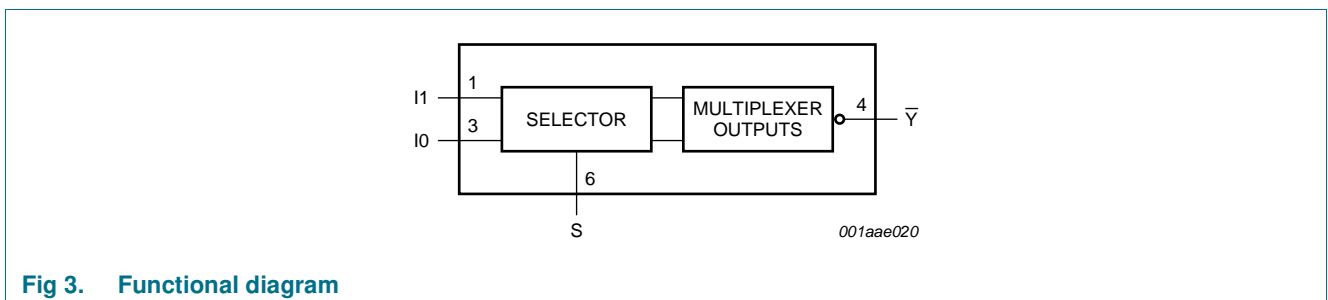 1
I1
3
I0
SELECTOR
MULTIPLEXER
OUTPUTS
4
Y̅
6
S
001aae020
Fig 3. Functional diagram